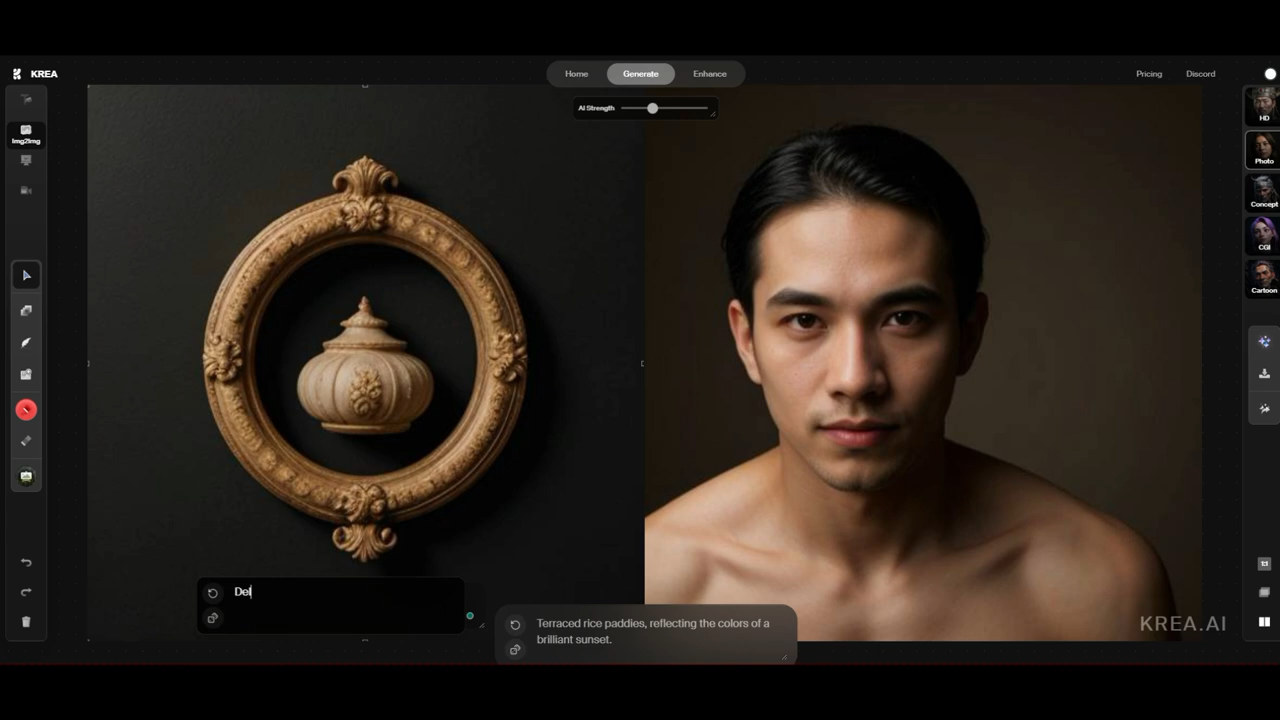 KREA
Home
Generate
Enhance
Pricing
Discord
AI Strength
Img2Img
HD
Photo
Concept
CGI
Cartoon
Del
Terraced rice paddies, reflecting the colors of a
brilliant sunset.
KREA.AI